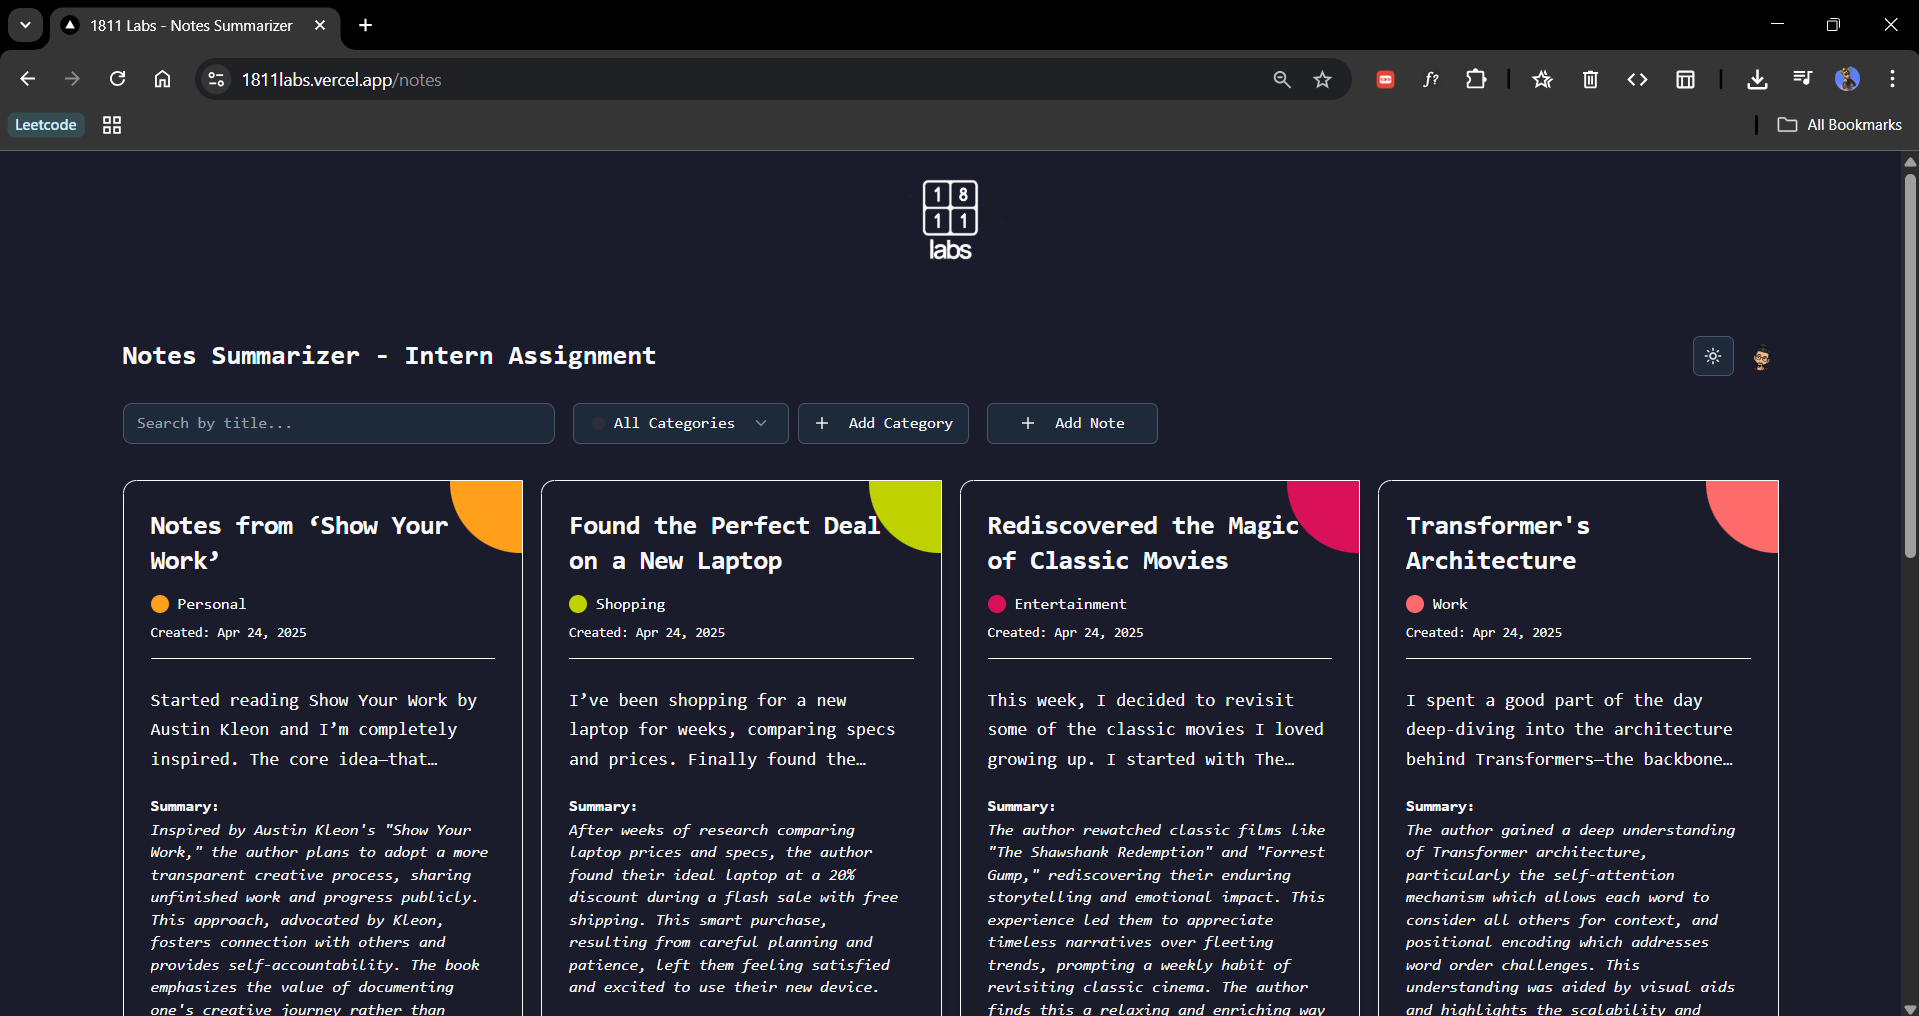 1811 Labs - Notes Summarizer
1811labs.vercel.app/notes
f?
Leetcode
All Bookmarks
1 8
1 1
labs
Notes Summarizer - Intern Assignment
Search by title...
All Categories
+ Add Category
+ Add Note
Notes from ‘Show Your
Work’
Personal
Created: Apr 24, 2025
Started reading Show Your Work by
Austin Kleon and I’m completely
inspired. The core idea—that…
Summary:
Inspired by Austin Kleon's "Show Your
Work," the author plans to adopt a more
transparent creative process, sharing
unfinished work and progress publicly.
This approach, advocated by Kleon,
fosters connection with others and
provides self-accountability. The book
emphasizes the value of documenting
one's creative journey rather than
Found the Perfect Deal
on a New Laptop
Shopping
Created: Apr 24, 2025
I’ve been shopping for a new
laptop for weeks, comparing specs
and prices. Finally found the…
Summary:
After weeks of research comparing
laptop prices and specs, the author
found their ideal laptop at a 20%
discount during a flash sale with free
shipping. This smart purchase,
resulting from careful planning and
patience, left them feeling satisfied
and excited to use their new device.
Rediscovered the Magic
of Classic Movies
Entertainment
Created: Apr 24, 2025
This week, I decided to revisit
some of the classic movies I loved
growing up. I started with The…
Summary:
The author rewatched classic films like
"The Shawshank Redemption" and "Forrest
Gump," rediscovering their enduring
storytelling and emotional impact. This
experience led them to appreciate
timeless narratives over fleeting
trends, prompting a weekly habit of
revisiting classic cinema. The author
finds this a relaxing and enriching way
Transformer's
Architecture
Work
Created: Apr 24, 2025
I spent a good part of the day
deep-diving into the architecture
behind Transformers—the backbone…
Summary:
The author gained a deep understanding
of Transformer architecture,
particularly the self-attention
mechanism which allows each word to
consider all others for context, and
positional encoding which addresses
word order challenges. This
understanding was aided by visual aids
and highlights the scalability and